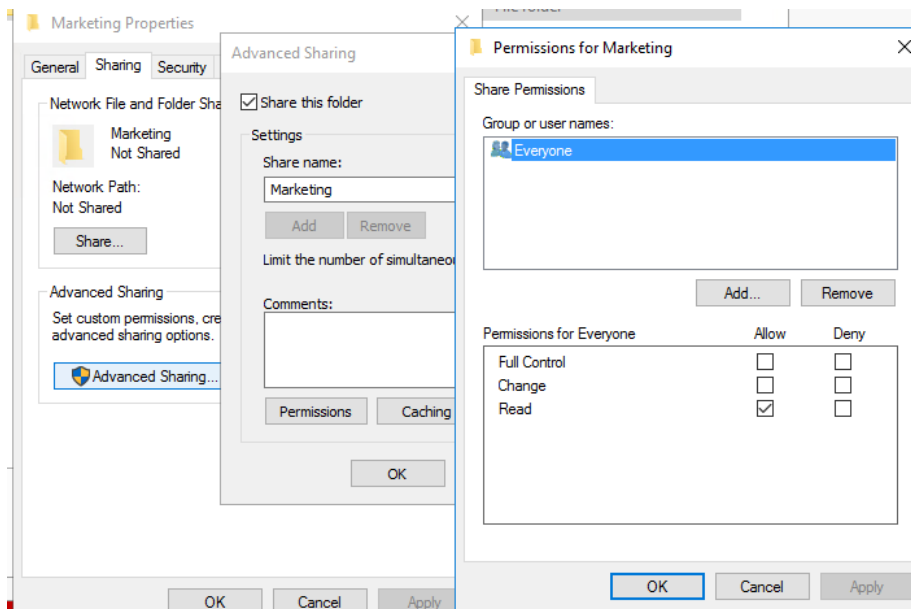 File folder
Marketing Properties
General Sharing Security
Network File and Folder Sha
Marketing
Not Shared
Network Path:
Not Shared
Share...
Advanced Sharing
Set custom permissions, cre
advanced sharing options.
Advanced Sharing...
OK Cancel Apply
Advanced Sharing
Share this folder
Settings
Share name:
Marketing
Add Remove
Limit the number of simultaneou
Comments:
Permissions Caching
OK
Permissions for Marketing
Share Permissions
Group or user names:
Everyone
Add... Remove
Permissions for Everyone Allow Deny
Full Control
Change
Read
OK Cancel Apply